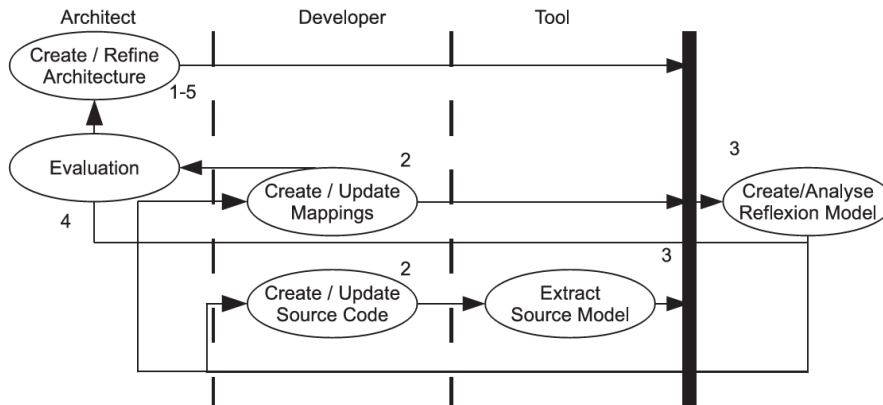 Architect
Developer
Tool
Create / Refine
Architecture
1-5
Evaluation
4
2
Create / Update
Mappings
3
Create/Analyse
Reflexion Model
2
Create / Update
Source Code
3
Extract
Source Model